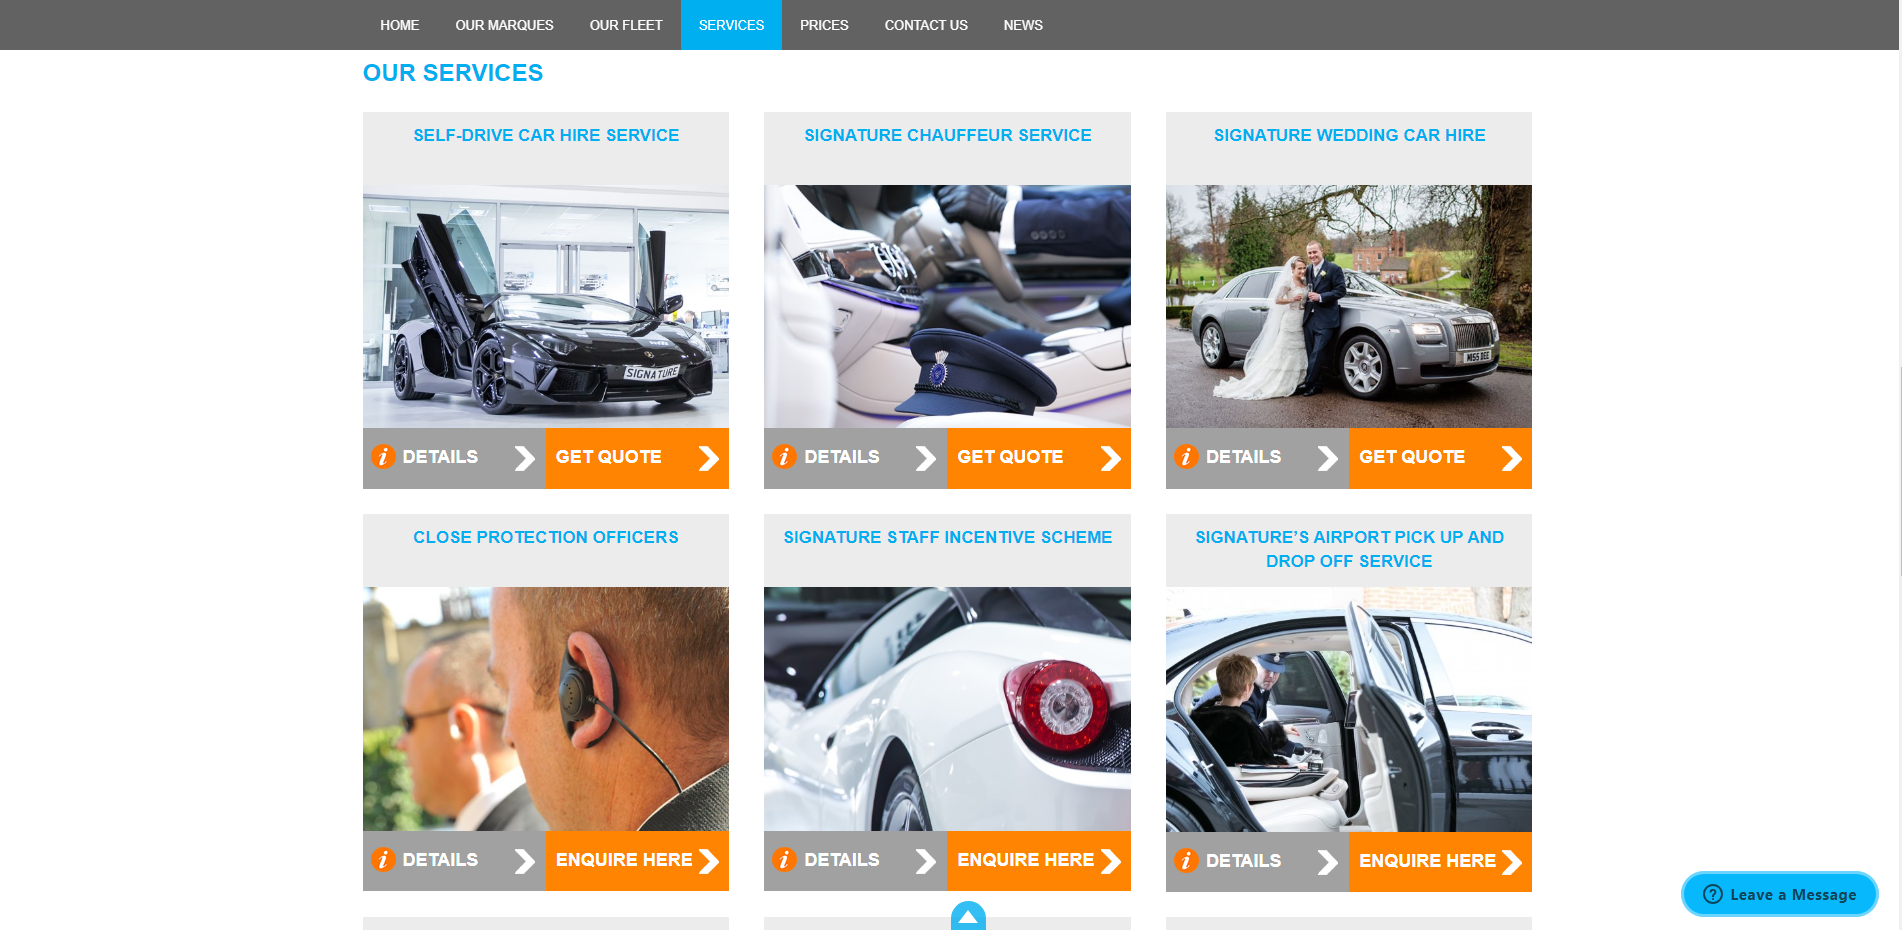 HOME OUR MARQUES OUR FLEET SERVICES PRICES CONTACT US NEWS
OUR SERVICES
SELF-DRIVE CAR HIRE SERVICE
SIGNATURE
DETAILS GET QUOTE
SIGNATURE CHAUFFEUR SERVICE
DETAILS GET QUOTE
SIGNATURE WEDDING CAR HIRE
M155 DEE
DETAILS GET QUOTE
CLOSE PROTECTION OFFICERS
DETAILS ENQUIRE HERE
SIGNATURE STAFF INCENTIVE SCHEME
DETAILS ENQUIRE HERE
SIGNATURE’S AIRPORT PICK UP AND
DROP OFF SERVICE
DETAILS ENQUIRE HERE
Leave a Message